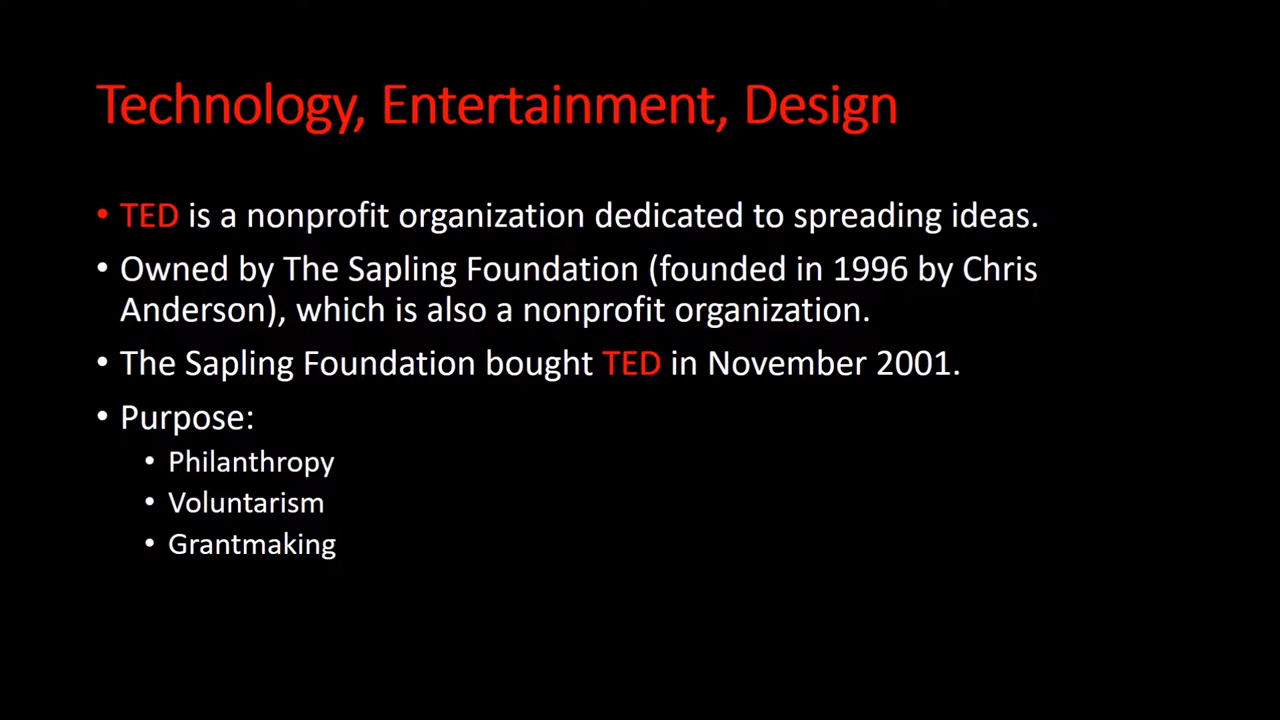 Technology, Entertainment, Design
• TED is a nonprofit organization dedicated to spreading ideas.
• Owned by The Sapling Foundation (founded in 1996 by Chris
Anderson), which is also a nonprofit organization.
• The Sapling Foundation bought TED in November 2001.
• Purpose:
• Philanthropy
• Voluntarism
• Grantmaking